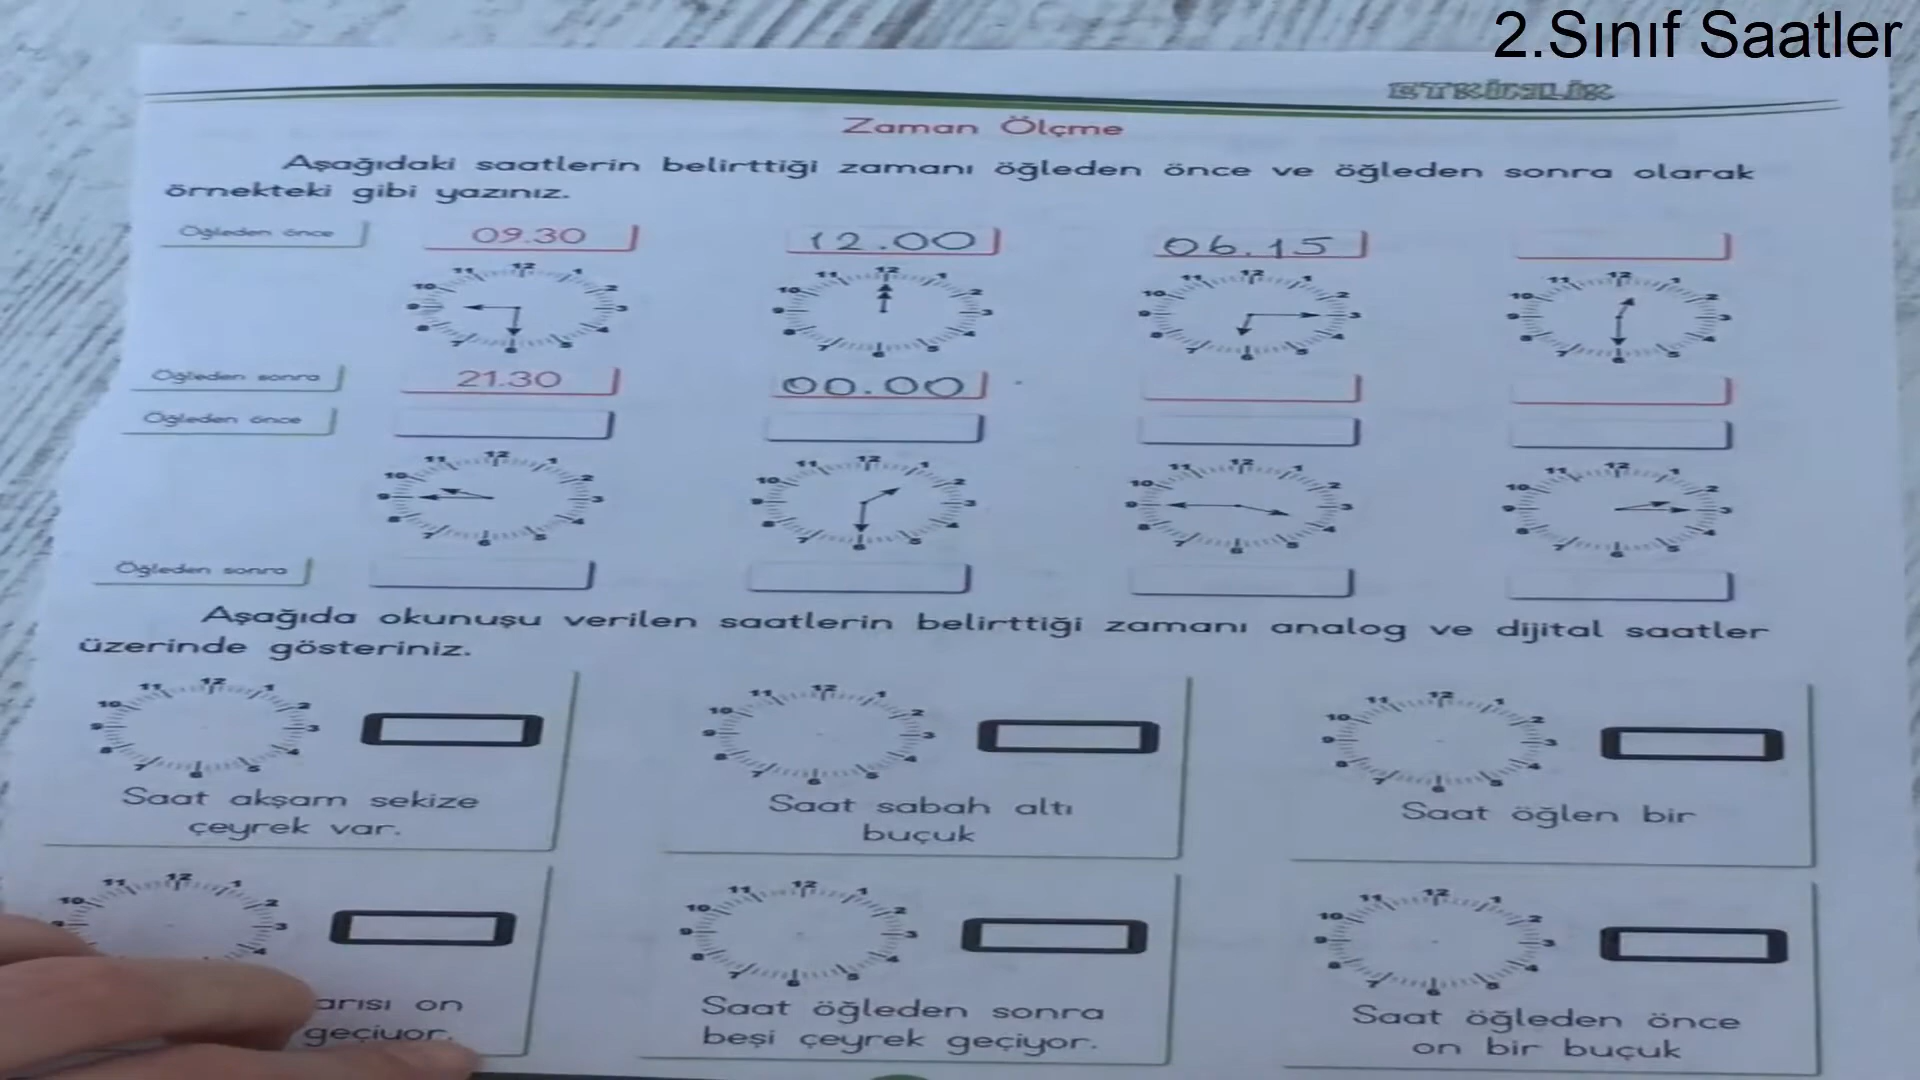 2.Sınıf Saatler
ETKİNLİK
Zaman Ölçme
Aşağıdaki saatlerin belirttiği zamanı öğleden önce ve öğleden sonra olarak
örnekteki gibi yazınız.
Öğleden önce 09.30 12.00 06.15
Öğleden sonra 21.30 00.00
Öğleden önce
Öğleden sonra
Aşağıda okunuşu verilen saatlerin belirttiği zamanı analog ve dijital saatler
üzerinde gösteriniz.
Saat akşam sekize
çeyrek var.
Saat sabah altı
buçuk
Saat öğlen bir
on
geçiyor.
Saat öğleden sonra
beşi çeyrek geçiyor.
Saat öğleden önce
on bir buçuk